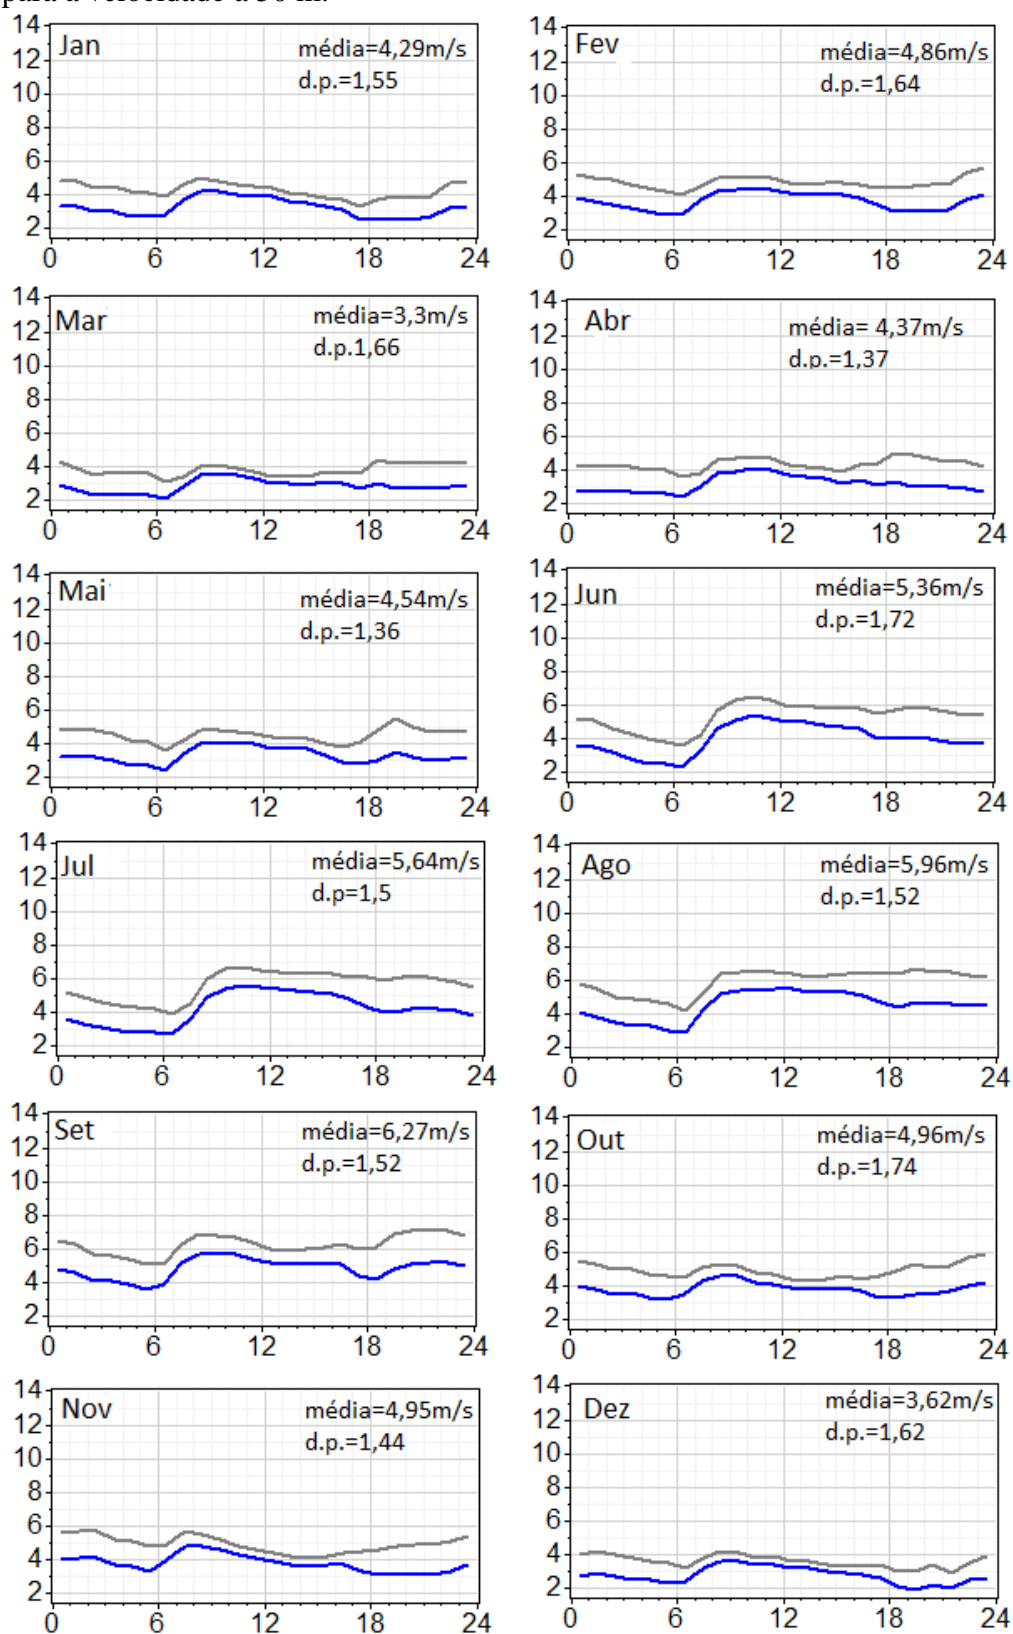 para a velocidade a 50 m.
Jan
média=4,29m/s
d.p.=1,55
14
12
10
8
6
4
2
0 6 12 18 24
Fev
média=4,86m/s
d.p.=1,64
14
12
10
8
6
4
2
0 6 12 18 24
Mar
média=3,3m/s
d.p.1,66
14
12
10
8
6
4
2
0 6 12 18 24
Abr
média= 4,37m/s
d.p.=1,37
14
12
10
8
6
4
2
0 6 12 18 24
Mai
média=4,54m/s
d.p.=1,36
14
12
10
8
6
4
2
0 6 12 18 24
Jun
média=5,36m/s
d.p.=1,72
14
12
10
8
6
4
2
0 6 12 18 24
Jul
média=5,64m/s
d.p=1,5
14
12
10
8
6
4
2
0 6 12 18 24
Ago
média=5,96m/s
d.p.=1,52
14
12
10
8
6
4
2
0 6 12 18 24
Set
média=6,27m/s
d.p.=1,52
14
12
10
8
6
4
2
0 6 12 18 24
Out
média=4,96m/s
d.p.=1,74
14
12
10
8
6
4
2
0 6 12 18 24
Nov
média=4,95m/s
d.p.=1,44
14
12
10
8
6
4
2
0 6 12 18 24
Dez
média=3,62m/s
d.p.=1,62
14
12
10
8
6
4
2
0 6 12 18 24